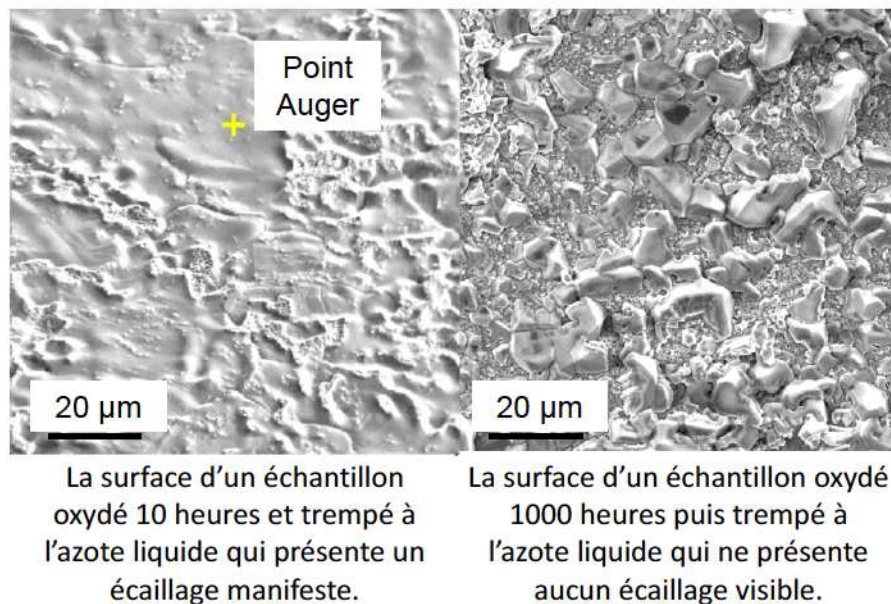 Point
Auger
20 µm
20 µm
La surface d'un échantillon
oxydé 10 heures et trempé à
l'azote liquide qui présente un
écaillage manifeste.
La surface d'un échantillon oxydé
1000 heures puis trempé à
l'azote liquide qui ne présente
aucun écaillage visible.